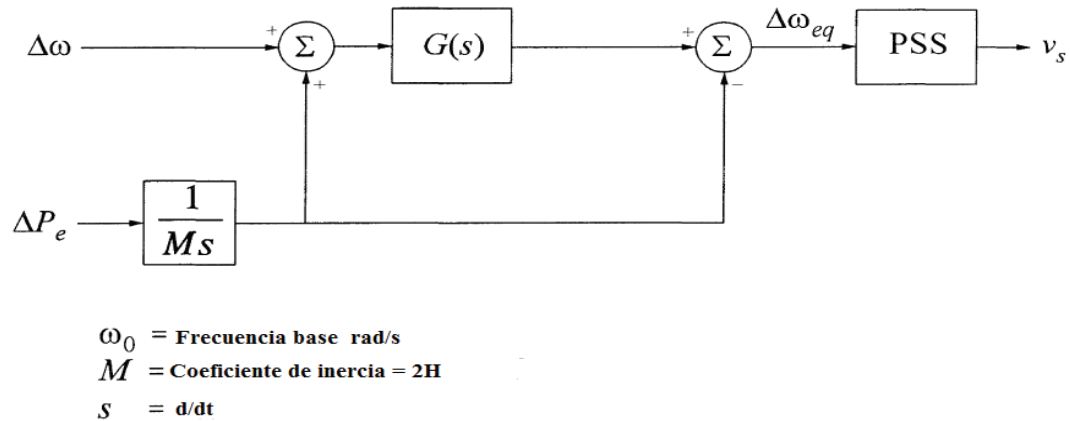 Δω
+
Σ
+
G(s)
+
Σ
−
Δω_eq
PSS
v_s
ΔP_e
1
Ms
ω_0 = Frecuencia base rad/s
M = Coeficiente de inercia = 2H
s = d/dt